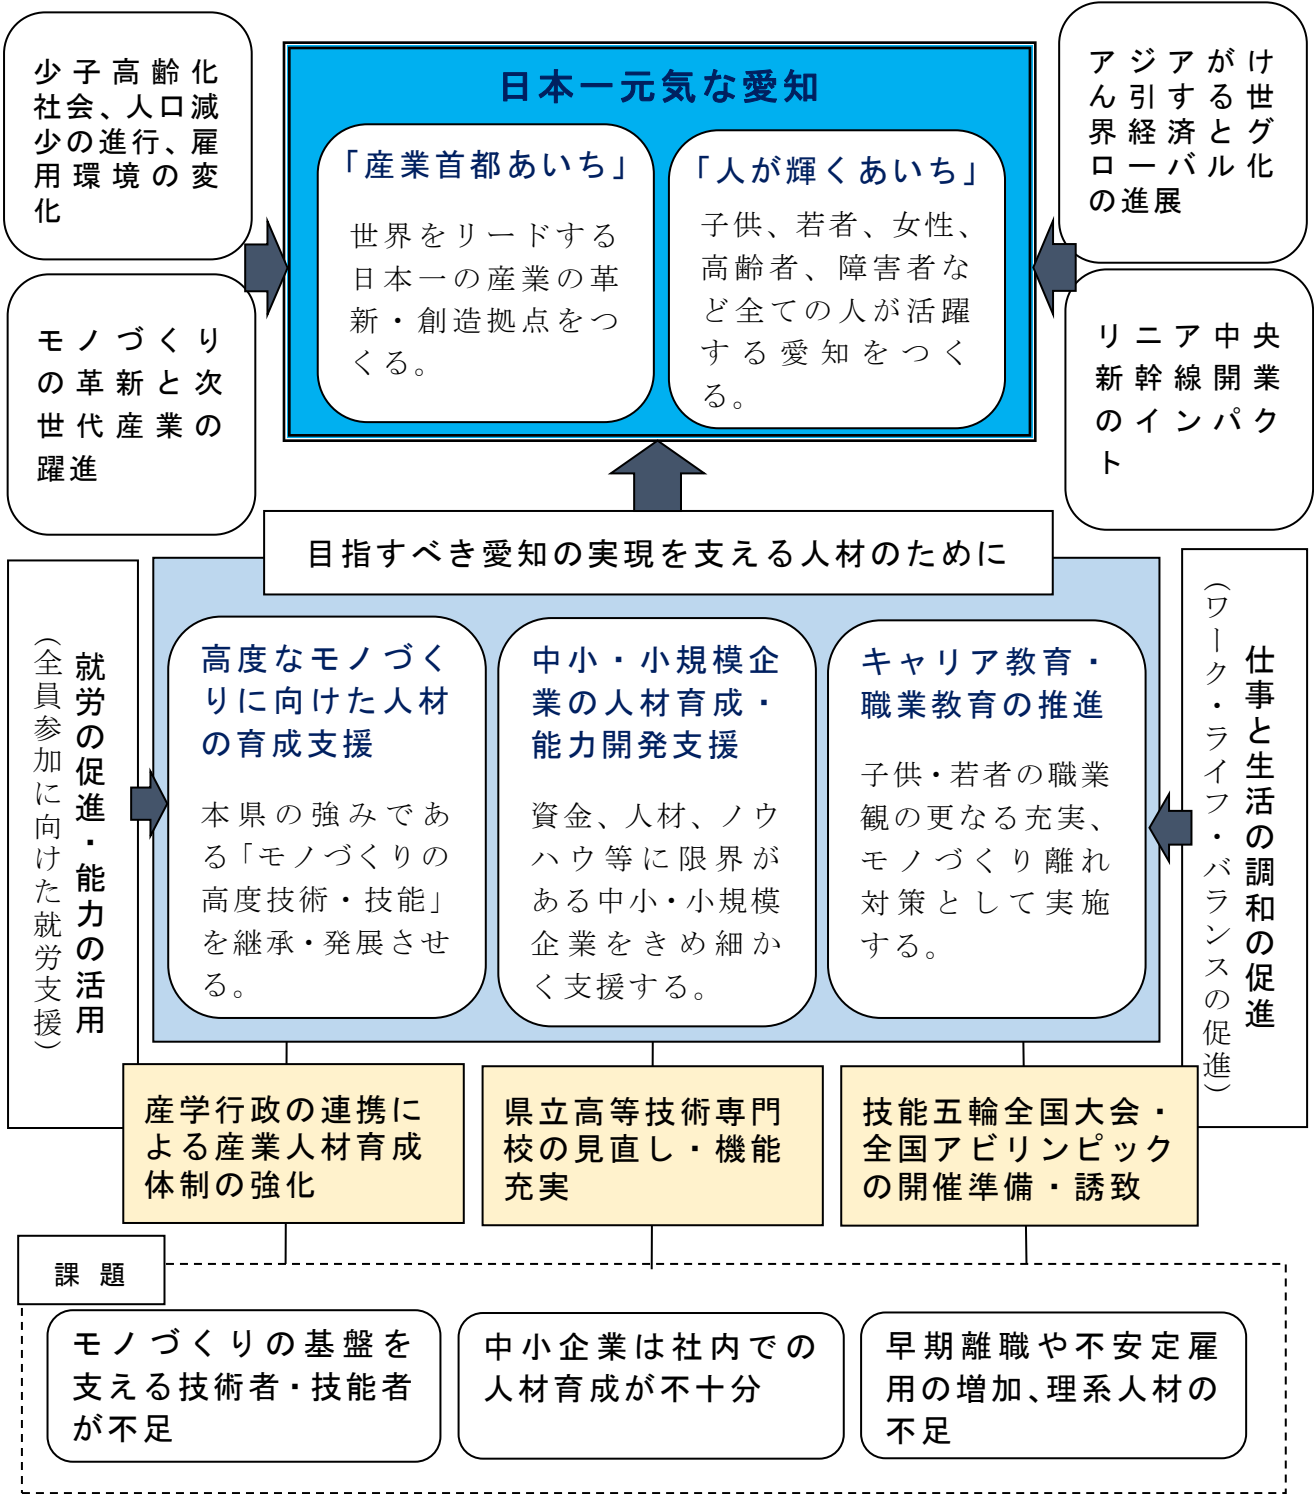 少子高齢化
社会、人口減
少の進行、雇
用環境の変
化
モノづくり
の革新と次
世代産業の
躍進
日本一元気な愛知
「産業首都あいち」
世界をリードする
日本一の産業の革
新・創造拠点をつ
くる。
「人が輝くあいち」
子供、若者、女性、
高齢者、障害者な
ど全ての人が活躍
する愛知をつく
る。
アジアがけ
ん引する世
界経済とグ
ローバル化
の進展
リニア中央
新幹線開業
のインパク
ト
目指すべき愛知の実現を支える人材のために
就労の促進・能力の活用
（全員参加に向けた就労支援）
高度なモノづく
りに向けた人材
の育成支援
本県の強みであ
る「モノづくりの
高度技術・技能」
を継承・発展させ
る。
中小・小規模企
業の人材育成・
能力開発支援
資金、人材、ノウ
ハウ等に限界が
ある中小・小規模
企業をきめ細か
く支援する。
キャリア教育・
職業教育の推進
子供・若者の職業
観の更なる充実、
モノづくり離れ
対策として実施
する。
仕事と生活の調和の促進
（ワーク・ライフ・バランスの促進）
産学行政の連携に
よる産業人材育成
体制の強化
県立高等技術専門
校の見直し・機能
充実
技能五輪全国大会・
全国アビリンピック
の開催準備・誘致
課 題
モノづくりの基盤を
支える技術者・技能者
が不足
中小企業は社内での
人材育成が不十分
早期離職や不安定雇
用の増加、理系人材の
不足